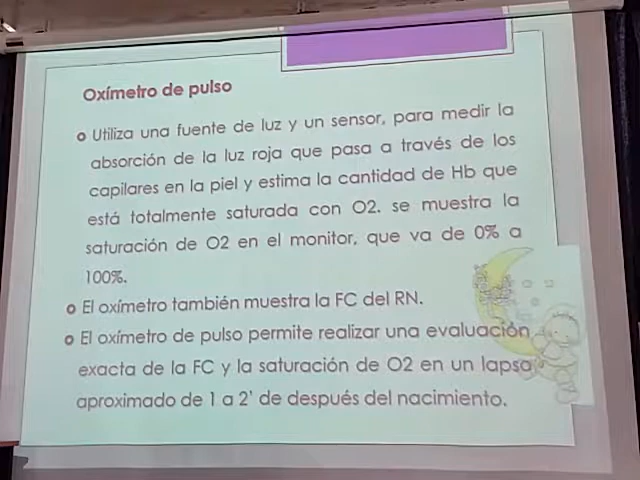 Oxímetro de pulso
Utiliza una fuente de luz y un sensor, para medir la
absorción de la luz roja que pasa a través de los
capilares en la piel y estima la cantidad de Hb que
está totalmente saturada con O2. se muestra la
saturación de O2 en el monitor, que va de 0% a
100%.
El oxímetro también muestra la FC del RN.
El oxímetro de pulso permite realizar una evaluación
exacta de la FC y la saturación de O2 en un lapso
aproximado de 1 a 2' de después del nacimiento.